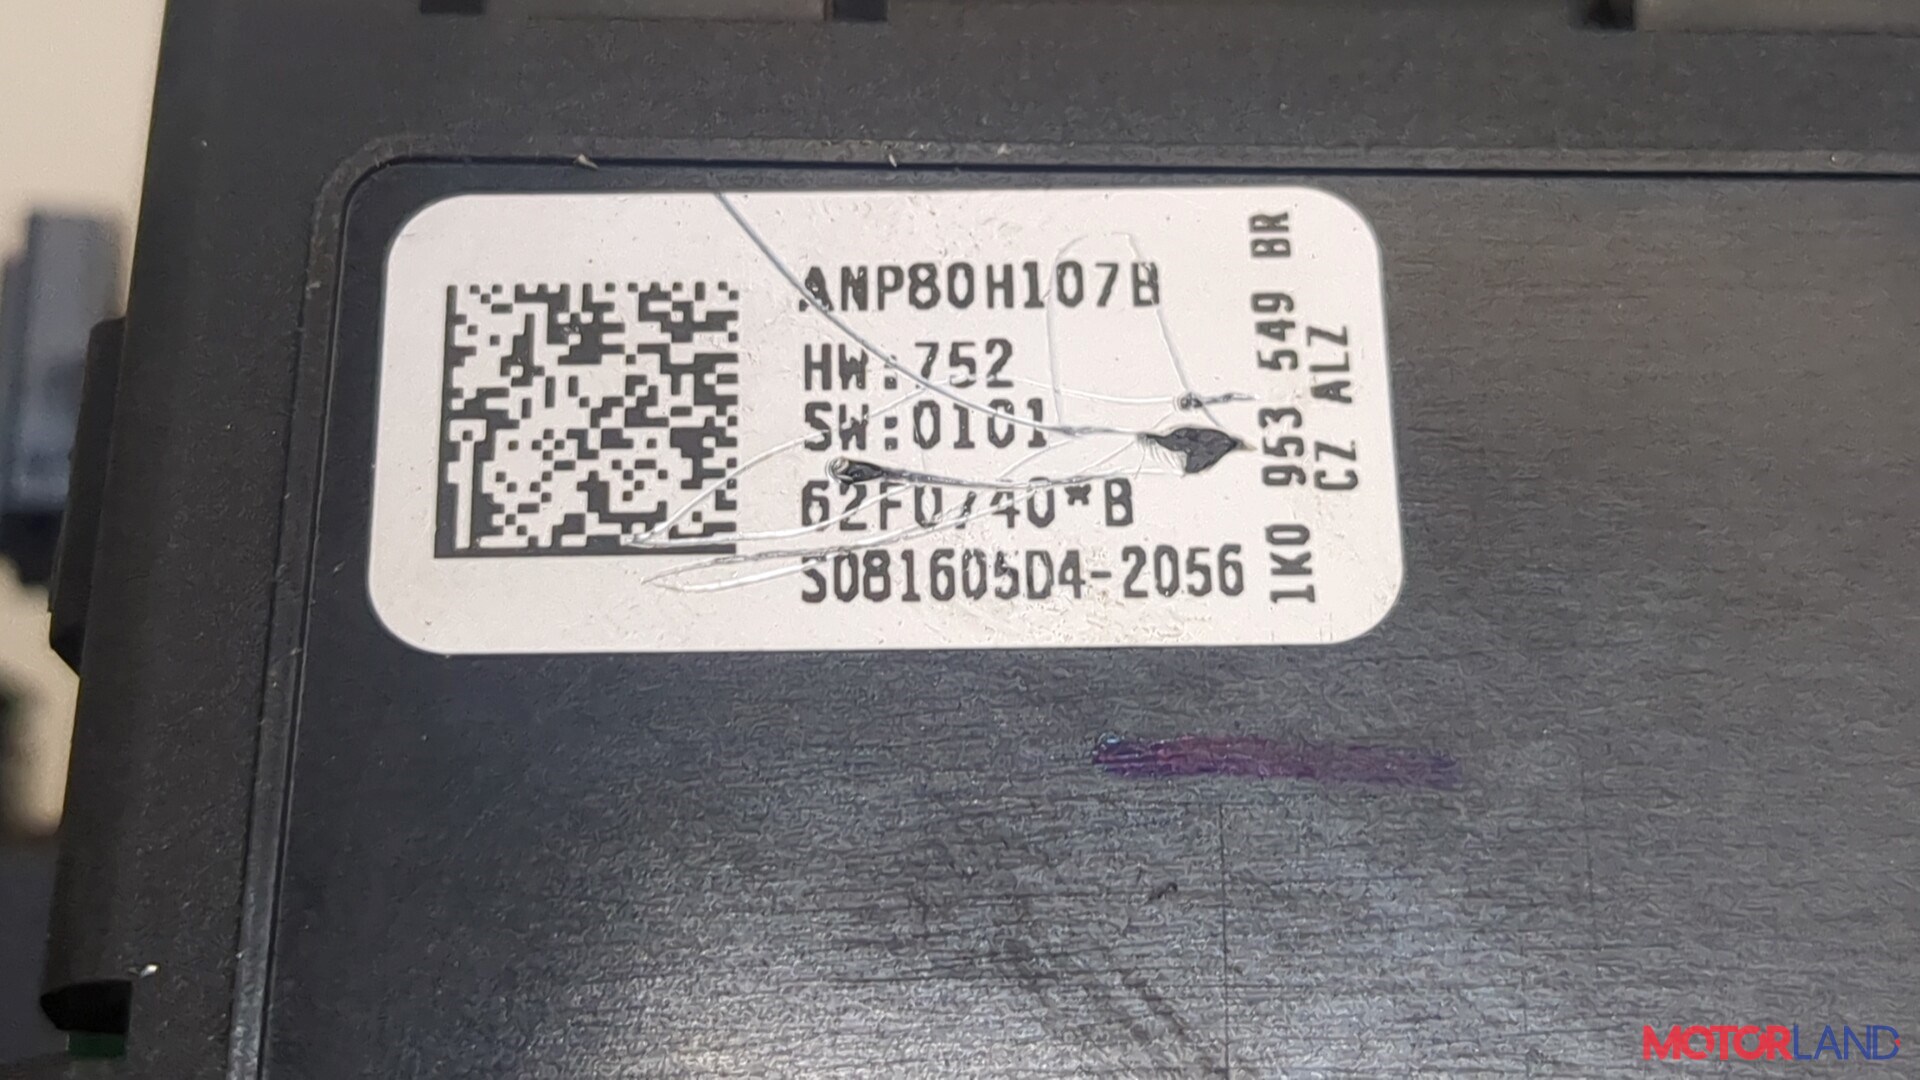 ANP80H107B
HW:752
SW:0101
62F0740*B
S081605D4-2056
1K0 953 549 BR
CZ ALZ
MOTORLAND